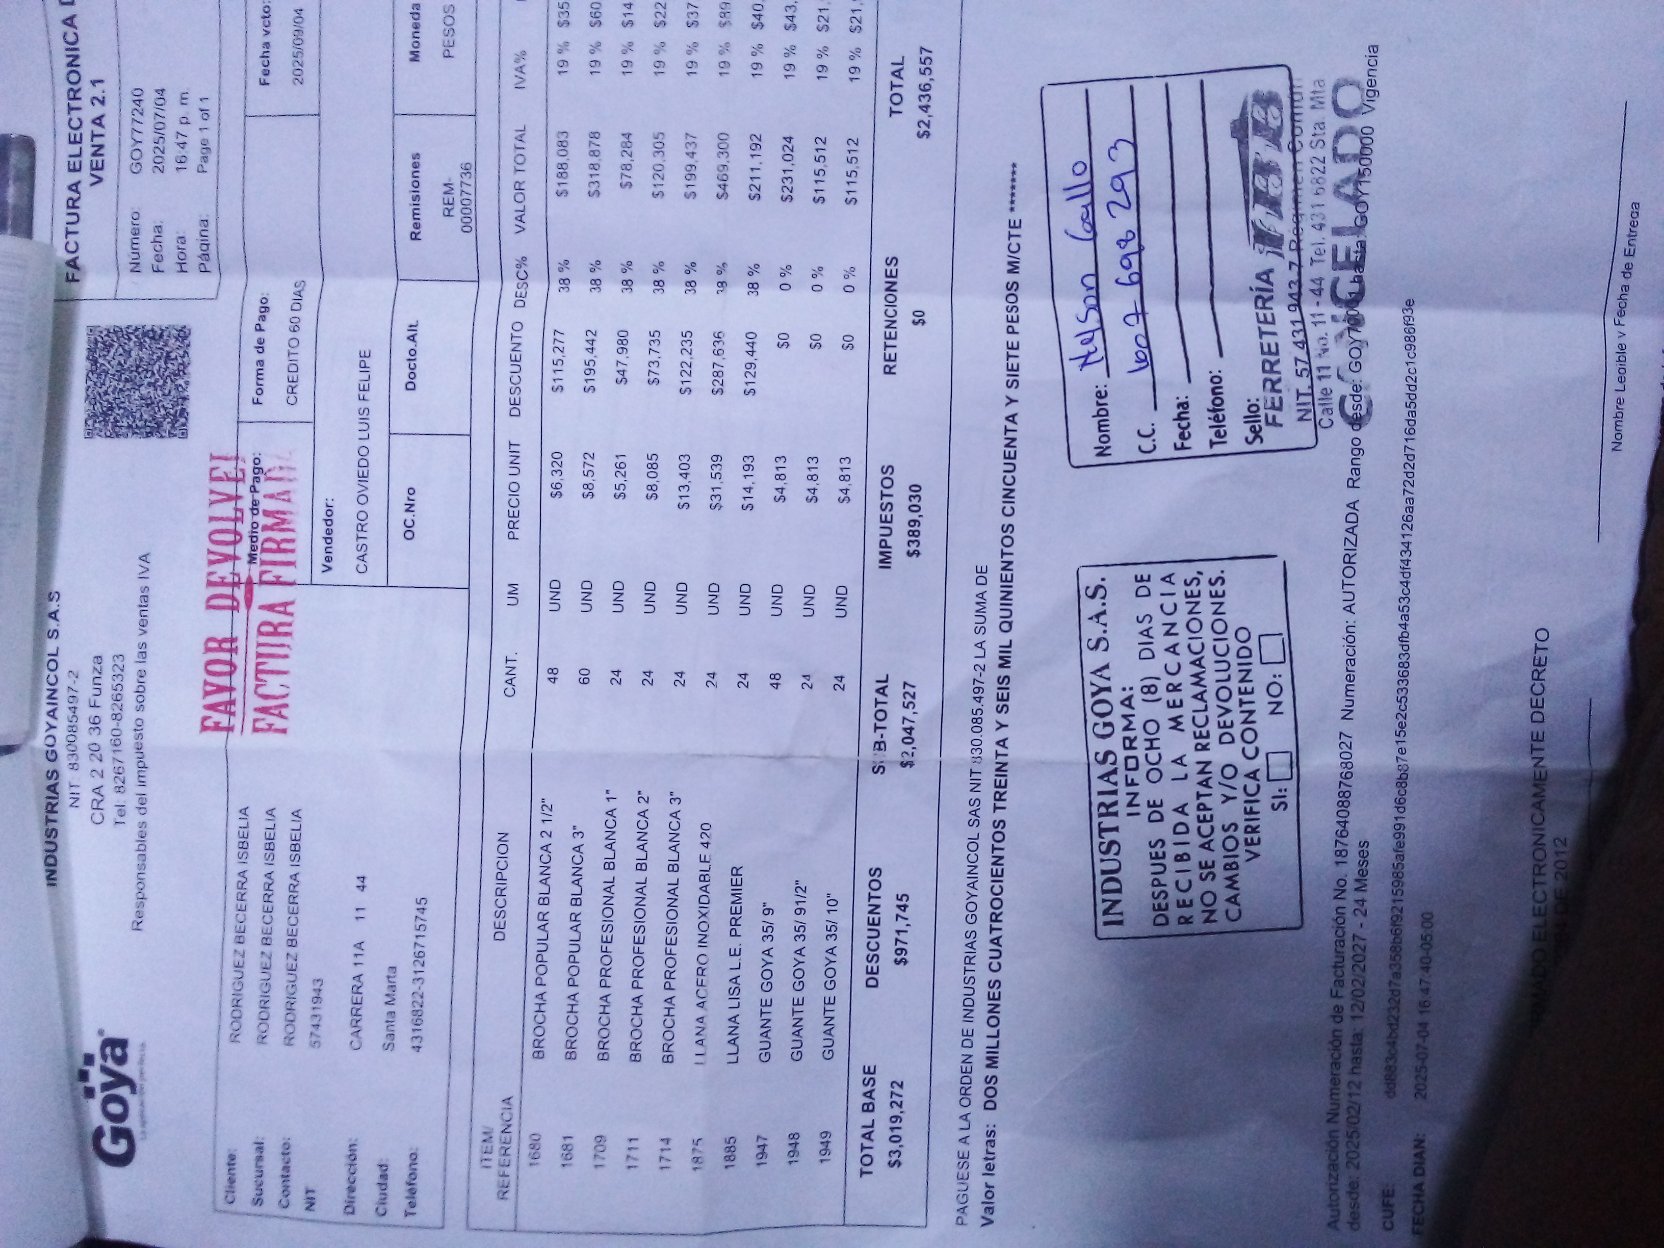 Goya
INDUSTRIAS GOYAINCOL S.A.S
NIT 830085497-2
CRA 2 20 36 Funza
Tel. 8267160-8265323
Responsables del impuesto sobre las ventas IVA
FACTURA ELECTRONICA D
VENTA 2.1
Numero: GOY77240
Fecha: 2025/07/04
Hora: 16:47 p. m.
Página: Page 1 of 1
FAVOR DEVOLVER
FACTURA FIRMADA
Cliente: RODRIGUEZ BECERRA ISBELIA
Sucursal: RODRIGUEZ BECERRA ISBELIA
Contacto: RODRIGUEZ BECERRA ISBELIA
NIT 57431943
Dirección: CARRERA 11A 11 44
Ciudad: Santa Marta
Teléfono: 4316822-3126715745
Medio de Pago: Forma de Pago: Fecha vcto:
CREDITO 60 DIAS 2025/09/04
Vendedor:
CASTRO OVIEDO LUIS FELIPE
OC.Nro Docto.Alt. Remisiones Moneda
REM- PESOS
00007736
ITEM/
REFERENCIA DESCRIPCION CANT. UM PRECIO UNIT DESCUENTO DESC% VALOR TOTAL IVA%
1680 BROCHA POPULAR BLANCA 2 1/2" 48 UND $6,320 $115,277 38 % $188,083 19 % $35
1681 BROCHA POPULAR BLANCA 3" 60 UND $8,572 $195,442 38 % $318,878 19 % $60
1709 BROCHA PROFESIONAL BLANCA 1" 24 UND $5,261 $47,980 38 % $78,284 19 % $14
1711 BROCHA PROFESIONAL BLANCA 2" 24 UND $8,085 $73,735 38 % $120,305 19 % $22
1714 BROCHA PROFESIONAL BLANCA 3" 24 UND $13,403 $122,235 38 % $199,437 19 % $37
1875 LLANA ACERO INOXIDABLE 420 24 UND $31,539 $287,636 38 % $469,300 19 % $89
1885 LLANA LISA L.E. PREMIER 24 UND $14,193 $129,440 38 % $211,192 19 % $40,
1947 GUANTE GOYA 35/ 9" 48 UND $4,813 $0 0 % $231,024 19 % $43,
1948 GUANTE GOYA 35/ 91/2" 24 UND $4,813 $0 0 % $115,512 19 % $21,
1949 GUANTE GOYA 35/ 10" 24 UND $4,813 $0 0 % $115,512 19 % $21,
TOTAL BASE DESCUENTOS SUB-TOTAL IMPUESTOS RETENCIONES TOTAL
$3,019,272 $971,745 $2,047,527 $389,030 $0 $2,436,557
PAGUESE A LA ORDEN DE INDUSTRIAS GOYAINCOL SAS NIT 830.085.497-2 LA SUMA DE
Valor letras: DOS MILLONES CUATROCIENTOS TREINTA Y SEIS MIL QUINIENTOS CINCUENTA Y SIETE PESOS M/CTE *******
INDUSTRIAS GOYA S.A.S.
INFORMA:
DESPUES DE OCHO (8) DIAS DE
RECIBIDA LA MERCANCIA
NO SE ACEPTAN RECLAMACIONES,
CAMBIOS Y/O DEVOLUCIONES.
VERIFICA CONTENIDO
SI: NO:
Nombre: Nelson Gallo
C.C. 1007698293
Fecha:
Teléfono:
Sello:
FERRETERÍA
NIT. 57.431.943-7 Régimen Común
Calle 11 No. 11-44 Tel. 431 6822 Sta. Mta
CANCELADO
Autorización Numeración de Facturación No. 18764088768027 Numeración: AUTORIZADA Rango desde: GOY70001 hasta: GOY150000 Vigencia
desde: 2025/02/12 hasta: 12/02/2027 - 24 Meses
CUFE:
FECHA DIAN: 2025-07-04 16:47:40-05:00
Nombre Legible y Fecha de Entrega
FIRMADO ELECTRONICAMENTE DECRETO
DE 2012